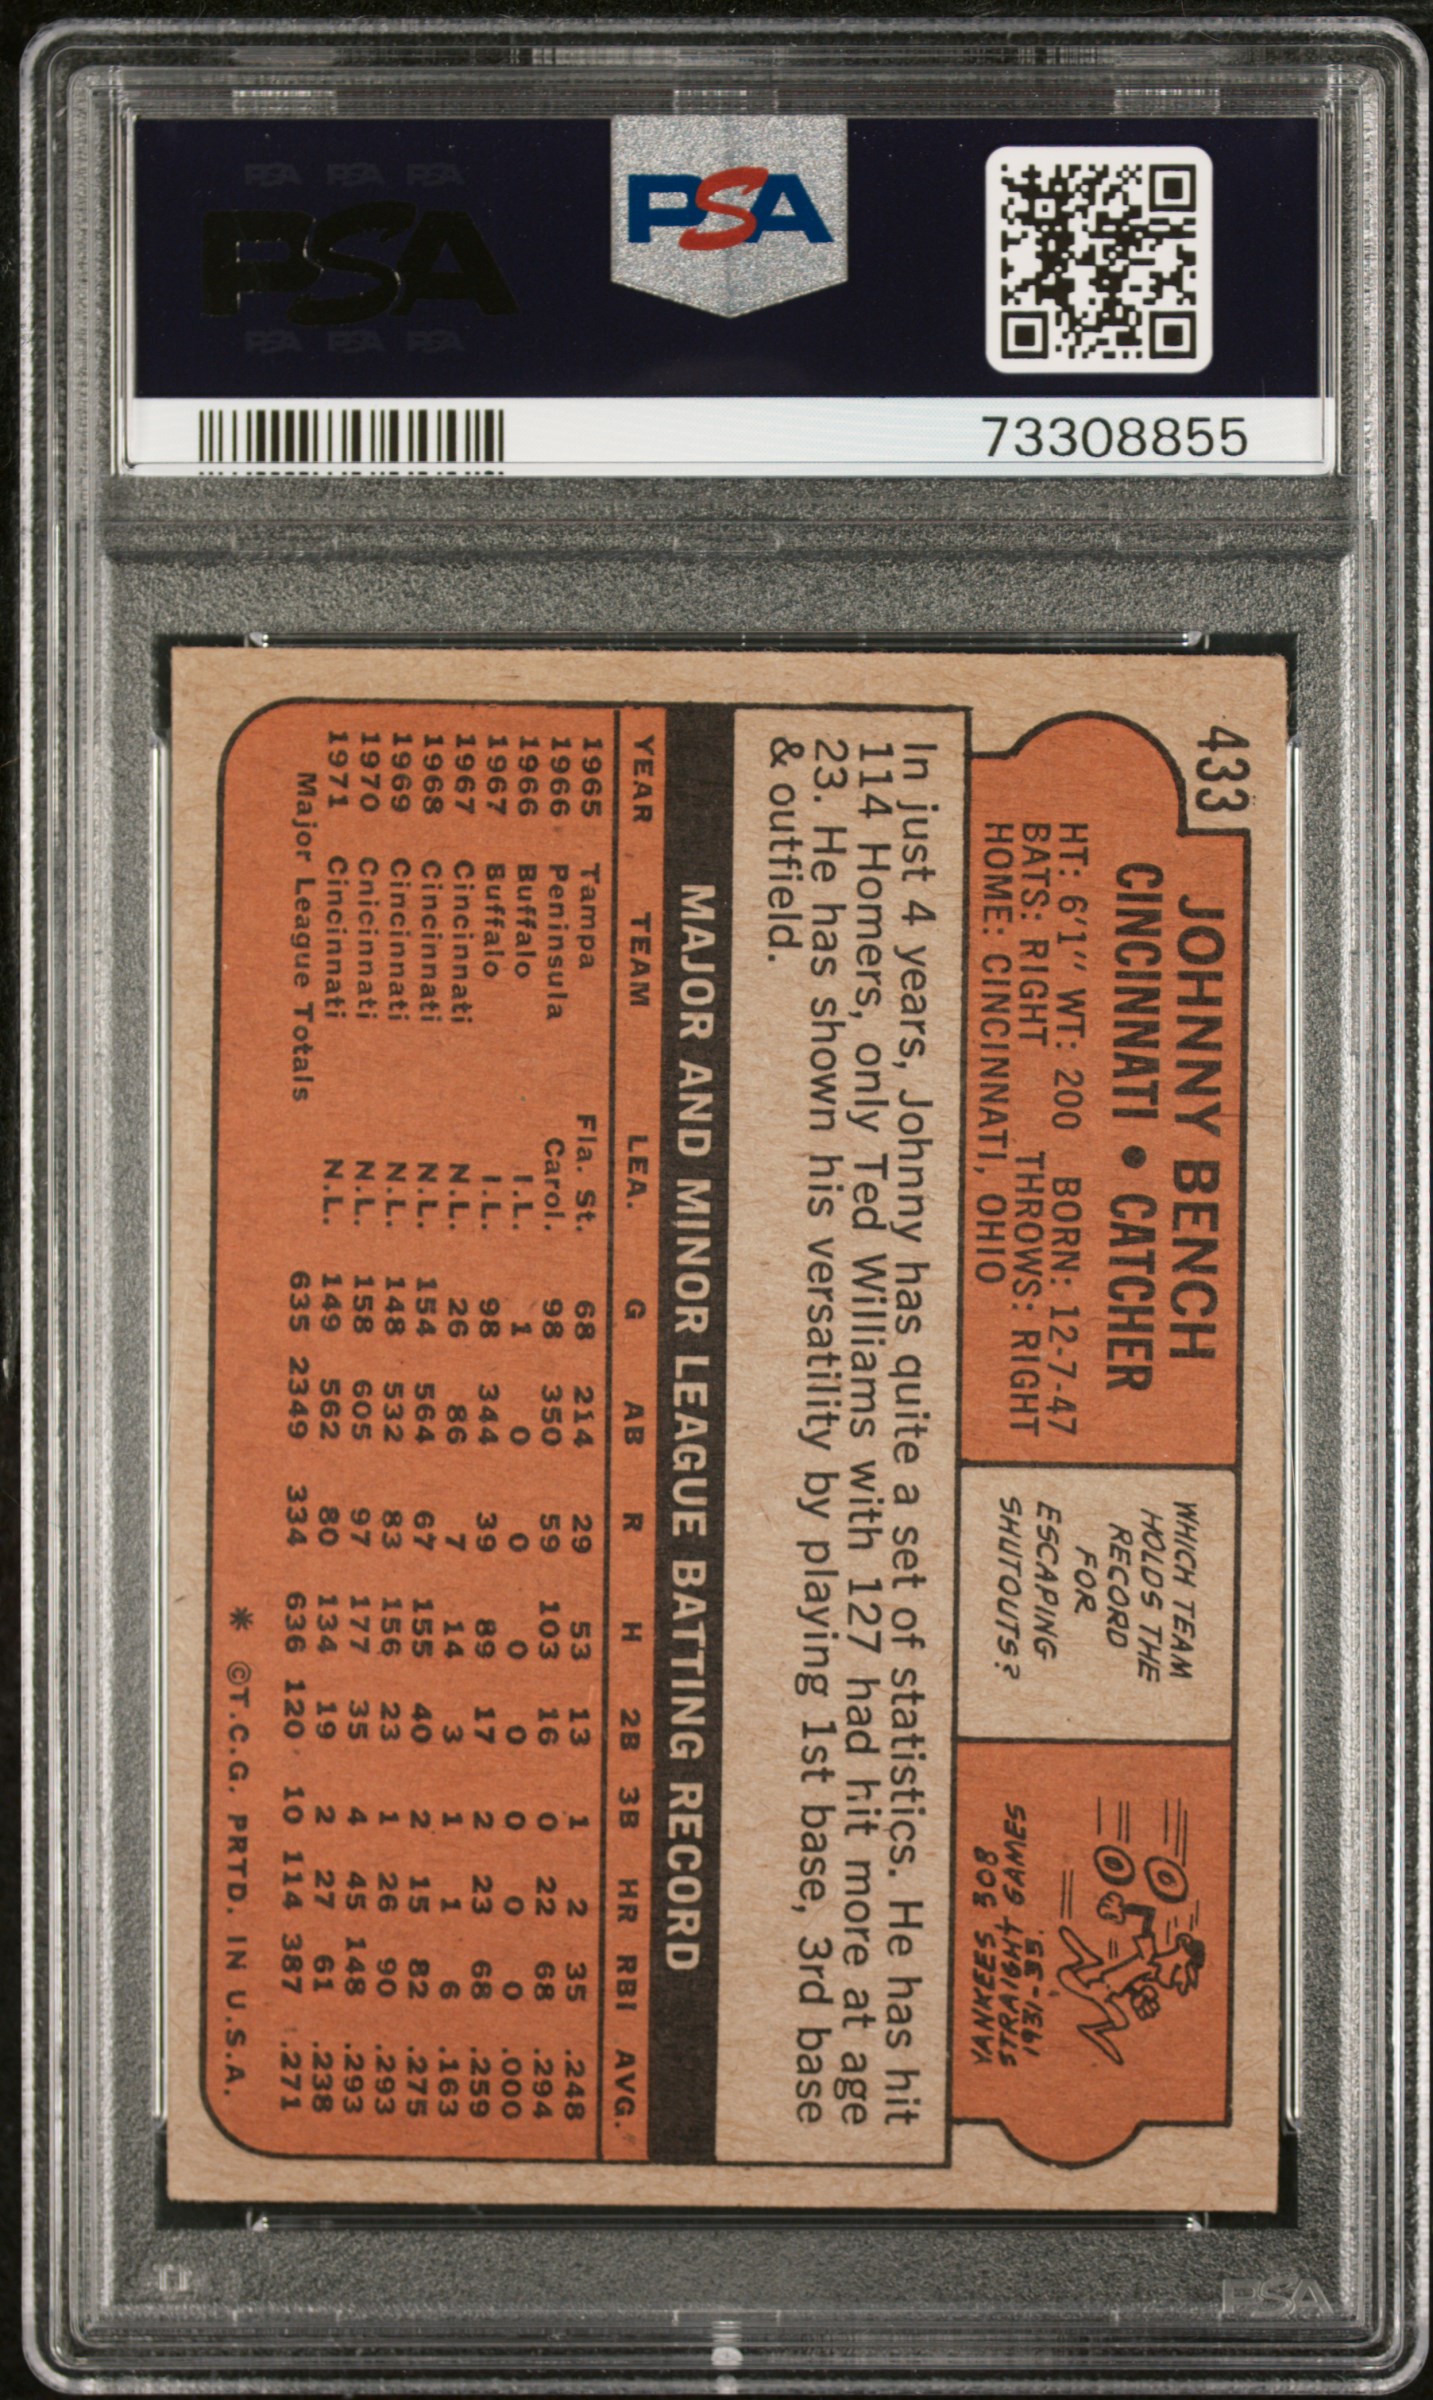 PSA PSA PSA
PSA
PSA PSA PSA
PSA
73308855
433
JOHNNY BENCH
CINCINNATI • CATCHER
HT: 6'1" WT: 200 BORN: 12-7-47
BATS: RIGHT THROWS: RIGHT
HOME: CINCINNATI, OHIO
WHICH TEAM
HOLDS THE
RECORD
FOR
ESCAPING
SHUTOUTS?
YANKEES 308
STRAIGHT GAMES
1931-'33.
In just 4 years, Johnny has quite a set of statistics. He has hit
114 Homers, only Ted Williams with 127 had hit more at age
23. He has shown his versatility by playing 1st base, 3rd base
& outfield.
MAJOR AND MINOR LEAGUE BATTING RECORD
YEAR TEAM LEA. G AB R H 2B 3B HR RBI AVG.
1965 Tampa Fla. St. 68 214 29 53 13 1 2 35 .248
1966 Peninsula Carol. 98 350 59 103 16 0 22 68 .294
1966 Buffalo I.L. 1 0 0 0 0 0 0 0 .000
1967 Buffalo I.L. 98 344 39 89 17 2 23 68 .259
1967 Cincinnati N.L. 26 86 7 14 3 1 1 6 .163
1968 Cincinnati N.L. 154 564 67 155 40 2 15 82 .275
1969 Cincinnati N.L. 148 532 83 156 23 1 26 90 .293
1970 Cnicinnati N.L. 158 605 97 177 35 4 45 148 .293
1971 Cincinnati N.L. 149 562 80 134 19 2 27 61 .238
Major League Totals 635 2349 334 636 120 10 114 387 .271
* ©T.C.G. PRTD. IN U.S.A.
PSA